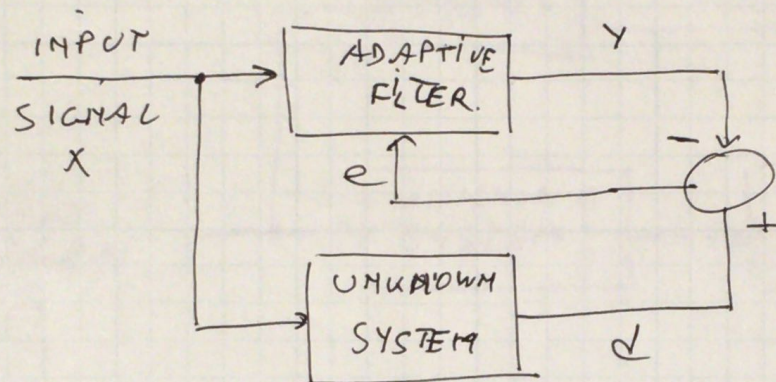 INPUT
SIGNAL
X
ADAPTIVE
FILTER.
Y
-
e
+
UNKNOWN
SYSTEM
d